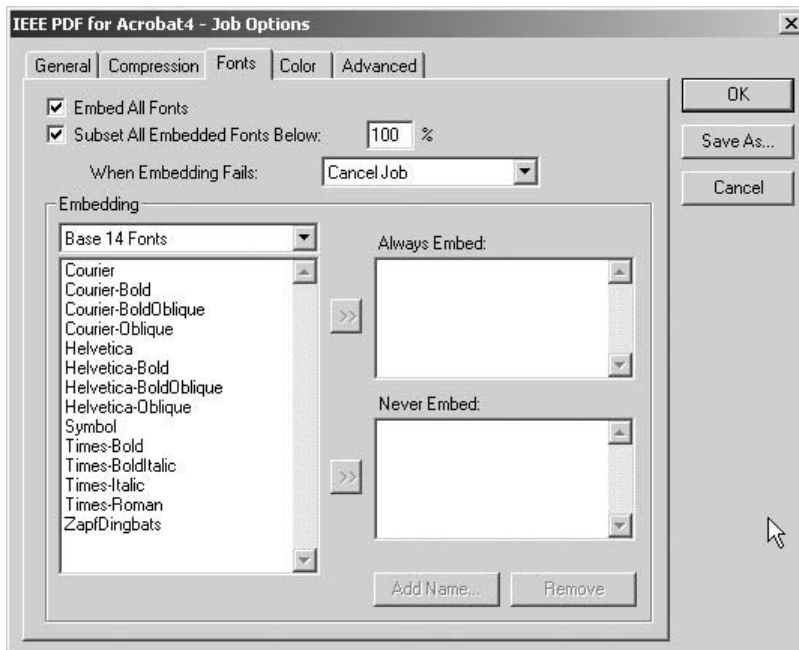 IEEE PDF for Acrobat4 - Job Options
General Compression Fonts Color Advanced
Embed All Fonts
Subset All Embedded Fonts Below: 100 %
When Embedding Fails: Cancel Job
OK
Save As...
Cancel
Embedding
Base 14 Fonts
Courier
Courier-Bold
Courier-BoldOblique
Courier-Oblique
Helvetica
Helvetica-Bold
Helvetica-BoldOblique
Helvetica-Oblique
Symbol
Times-Bold
Times-BoldItalic
Times-Italic
Times-Roman
ZapfDingbats
>>
>>
Always Embed:
Never Embed:
Add Name... Remove